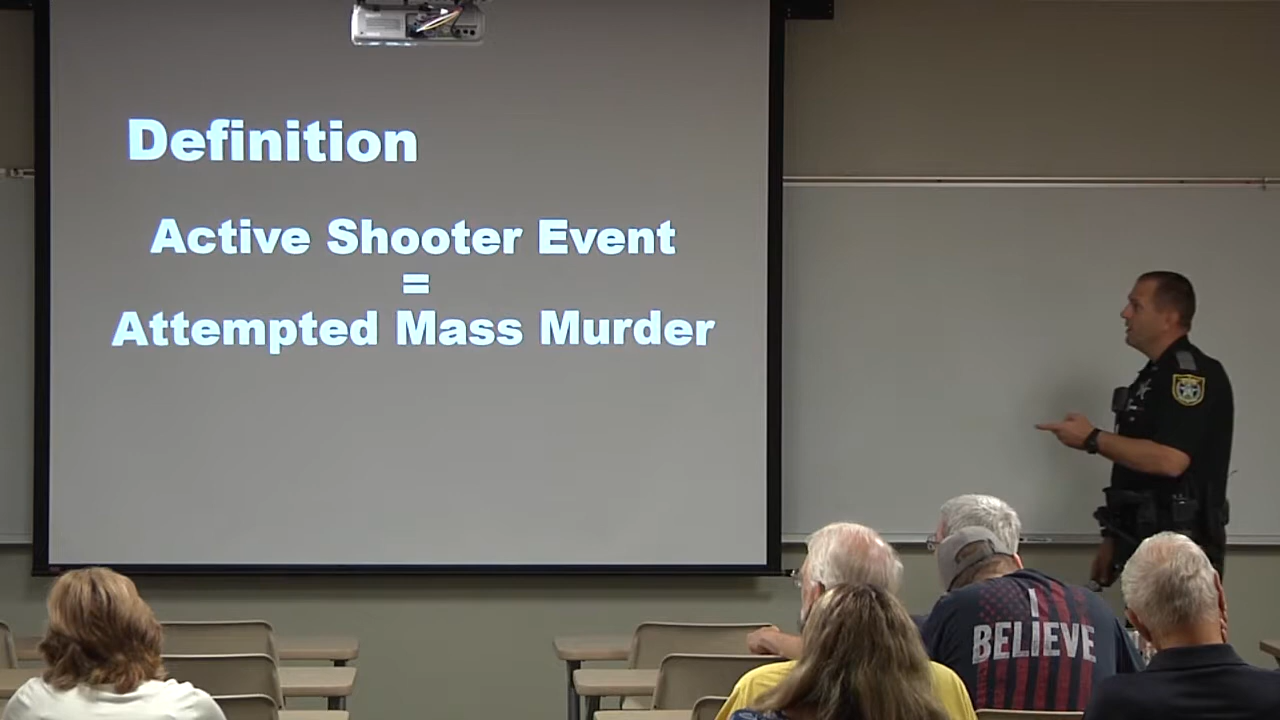 Definition
Active Shooter Event
=
Attempted Mass Murder
I
BELIEVE